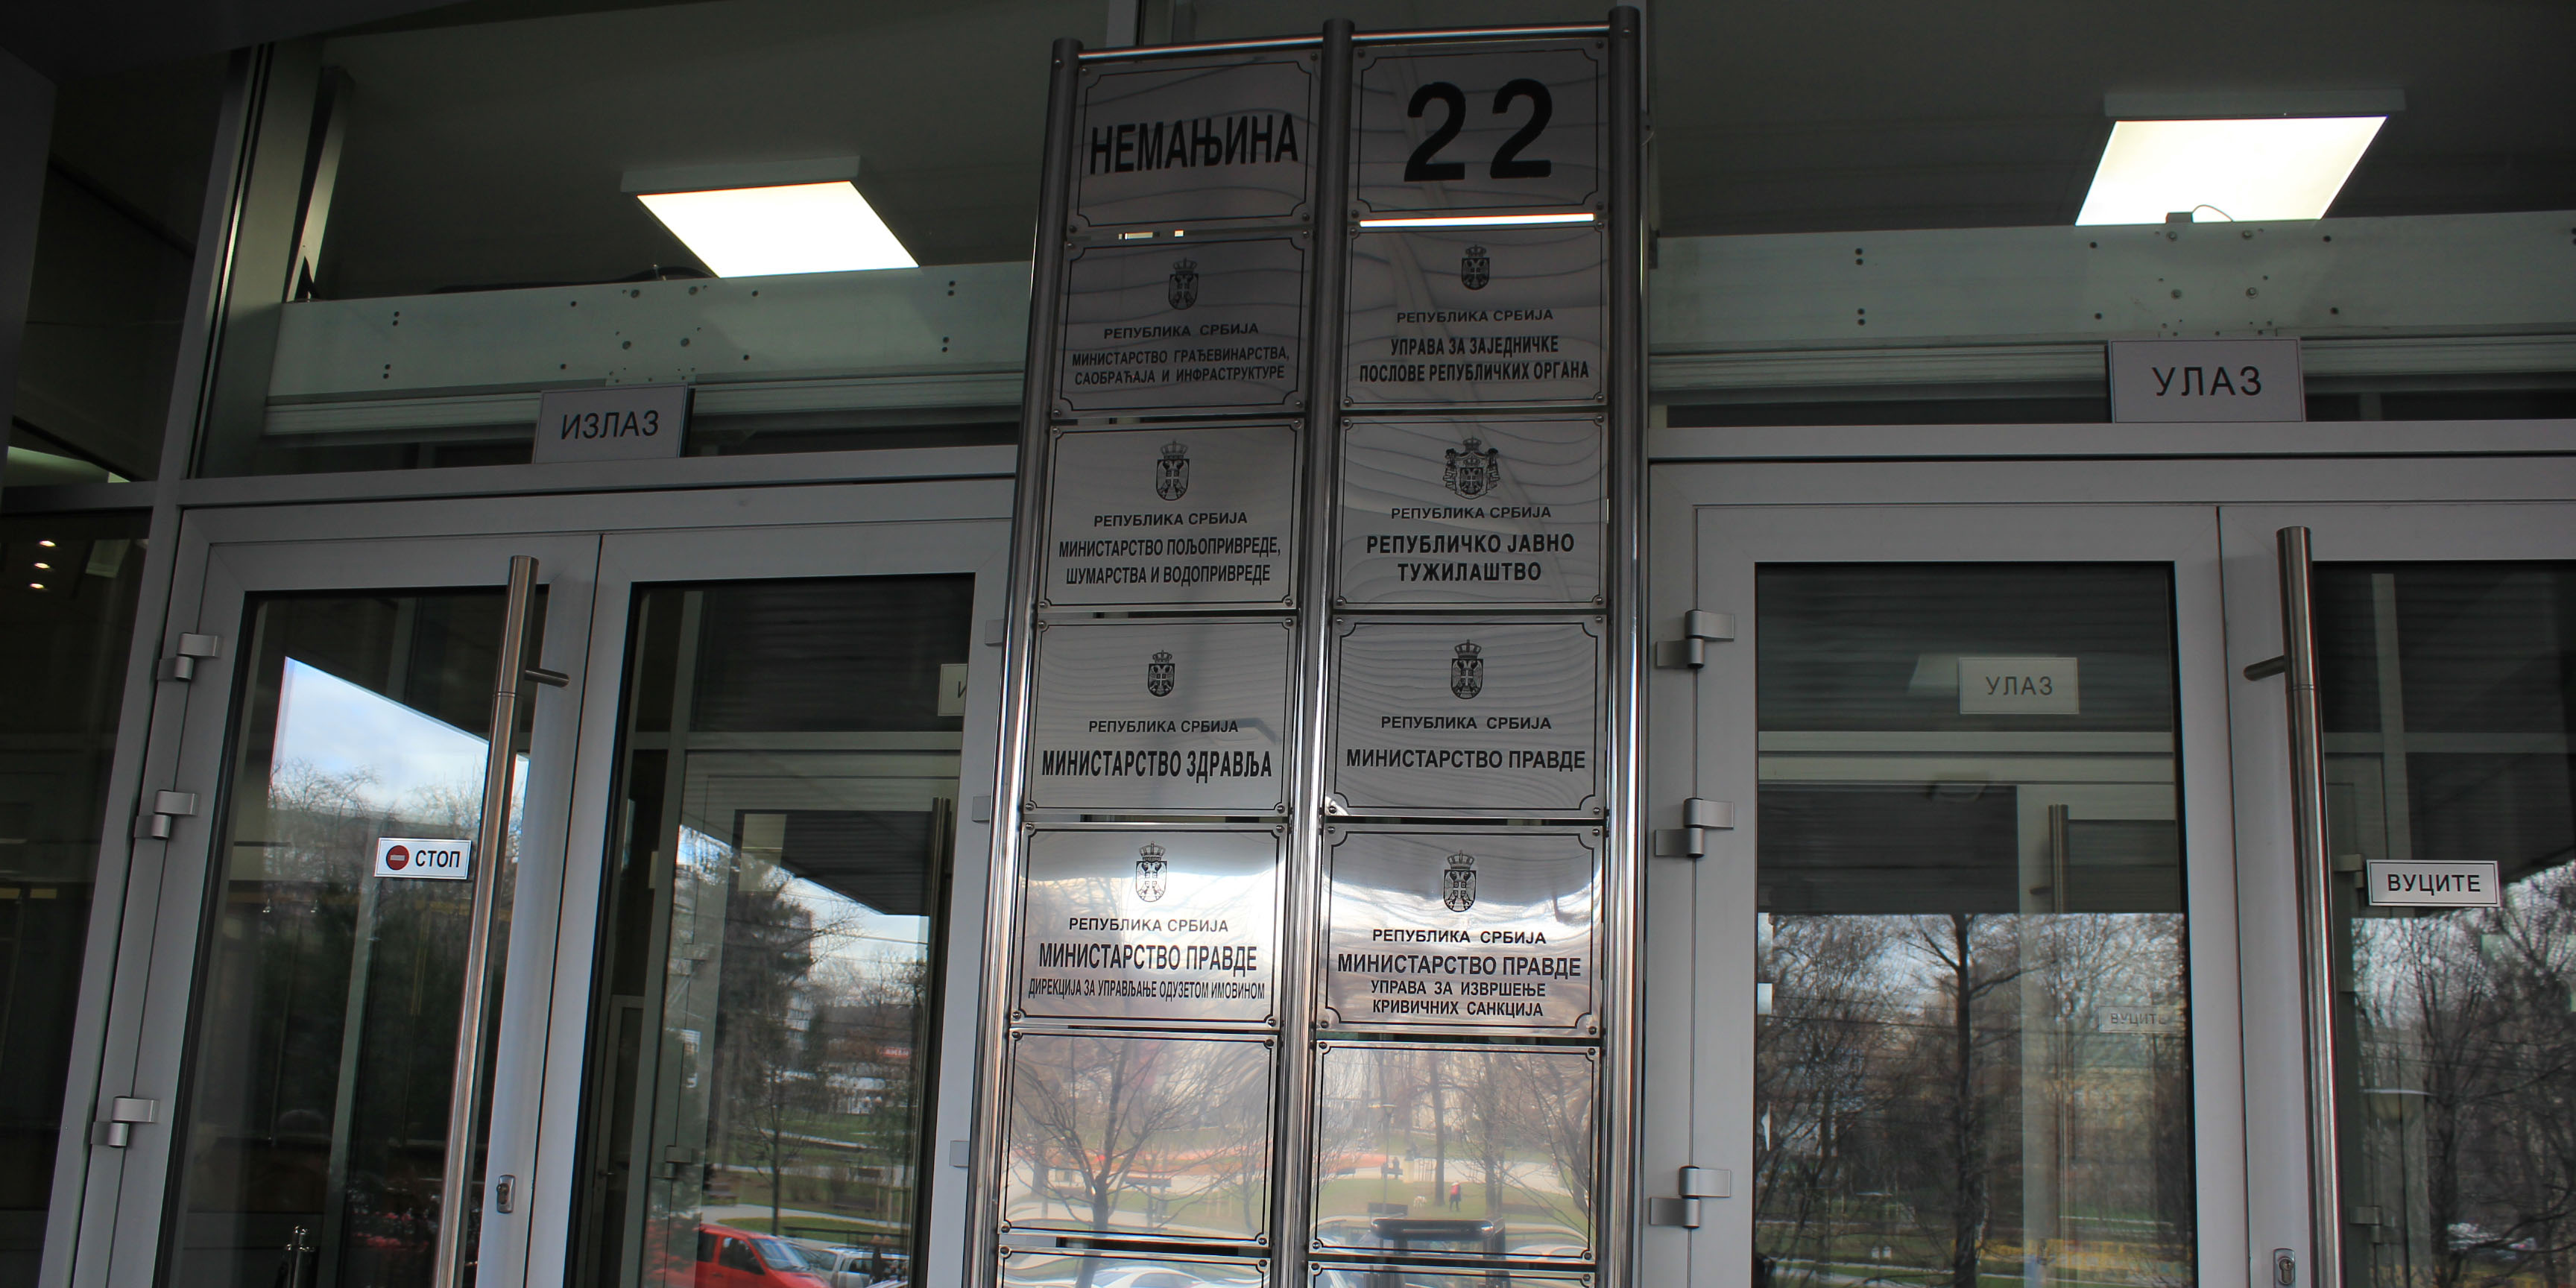 НЕМАЊИНА
22
РЕПУБЛИКА СРБИЈА
МИНИСТАРСТВО ГРАЂЕВИНАРСТВА,
САОБРАЋАЈА И ИНФРАСТРУКТУРЕ
РЕПУБЛИКА СРБИЈА
УПРАВА ЗА ЗАЈЕДНИЧКЕ
ПОСЛОВЕ РЕПУБЛИЧКИХ ОРГАНА
РЕПУБЛИКА СРБИЈА
МИНИСТАРСТВО ПОЉОПРИВРЕДЕ,
ШУМАРСТВА И ВОДОПРИВРЕДЕ
РЕПУБЛИКА СРБИЈА
РЕПУБЛИЧКО ЈАВНО
ТУЖИЛАШТВО
РЕПУБЛИКА СРБИЈА
МИНИСТАРСТВО ЗДРАВЉА
РЕПУБЛИКА СРБИЈА
МИНИСТАРСТВО ПРАВДЕ
РЕПУБЛИКА СРБИЈА
МИНИСТАРСТВО ПРАВДЕ
ДИРЕКЦИЈА ЗА УПРАВЉАЊЕ ОДУЗЕТОМ ИМОВИНОМ
РЕПУБЛИКА СРБИЈА
МИНИСТАРСТВО ПРАВДЕ
УПРАВА ЗА ИЗВРШЕЊЕ
КРИВИЧНИХ САНКЦИЈА
ИЗЛАЗ
СТОП
УЛАЗ
УЛАЗ
ВУЦИТЕ
ВУЦИТЕ